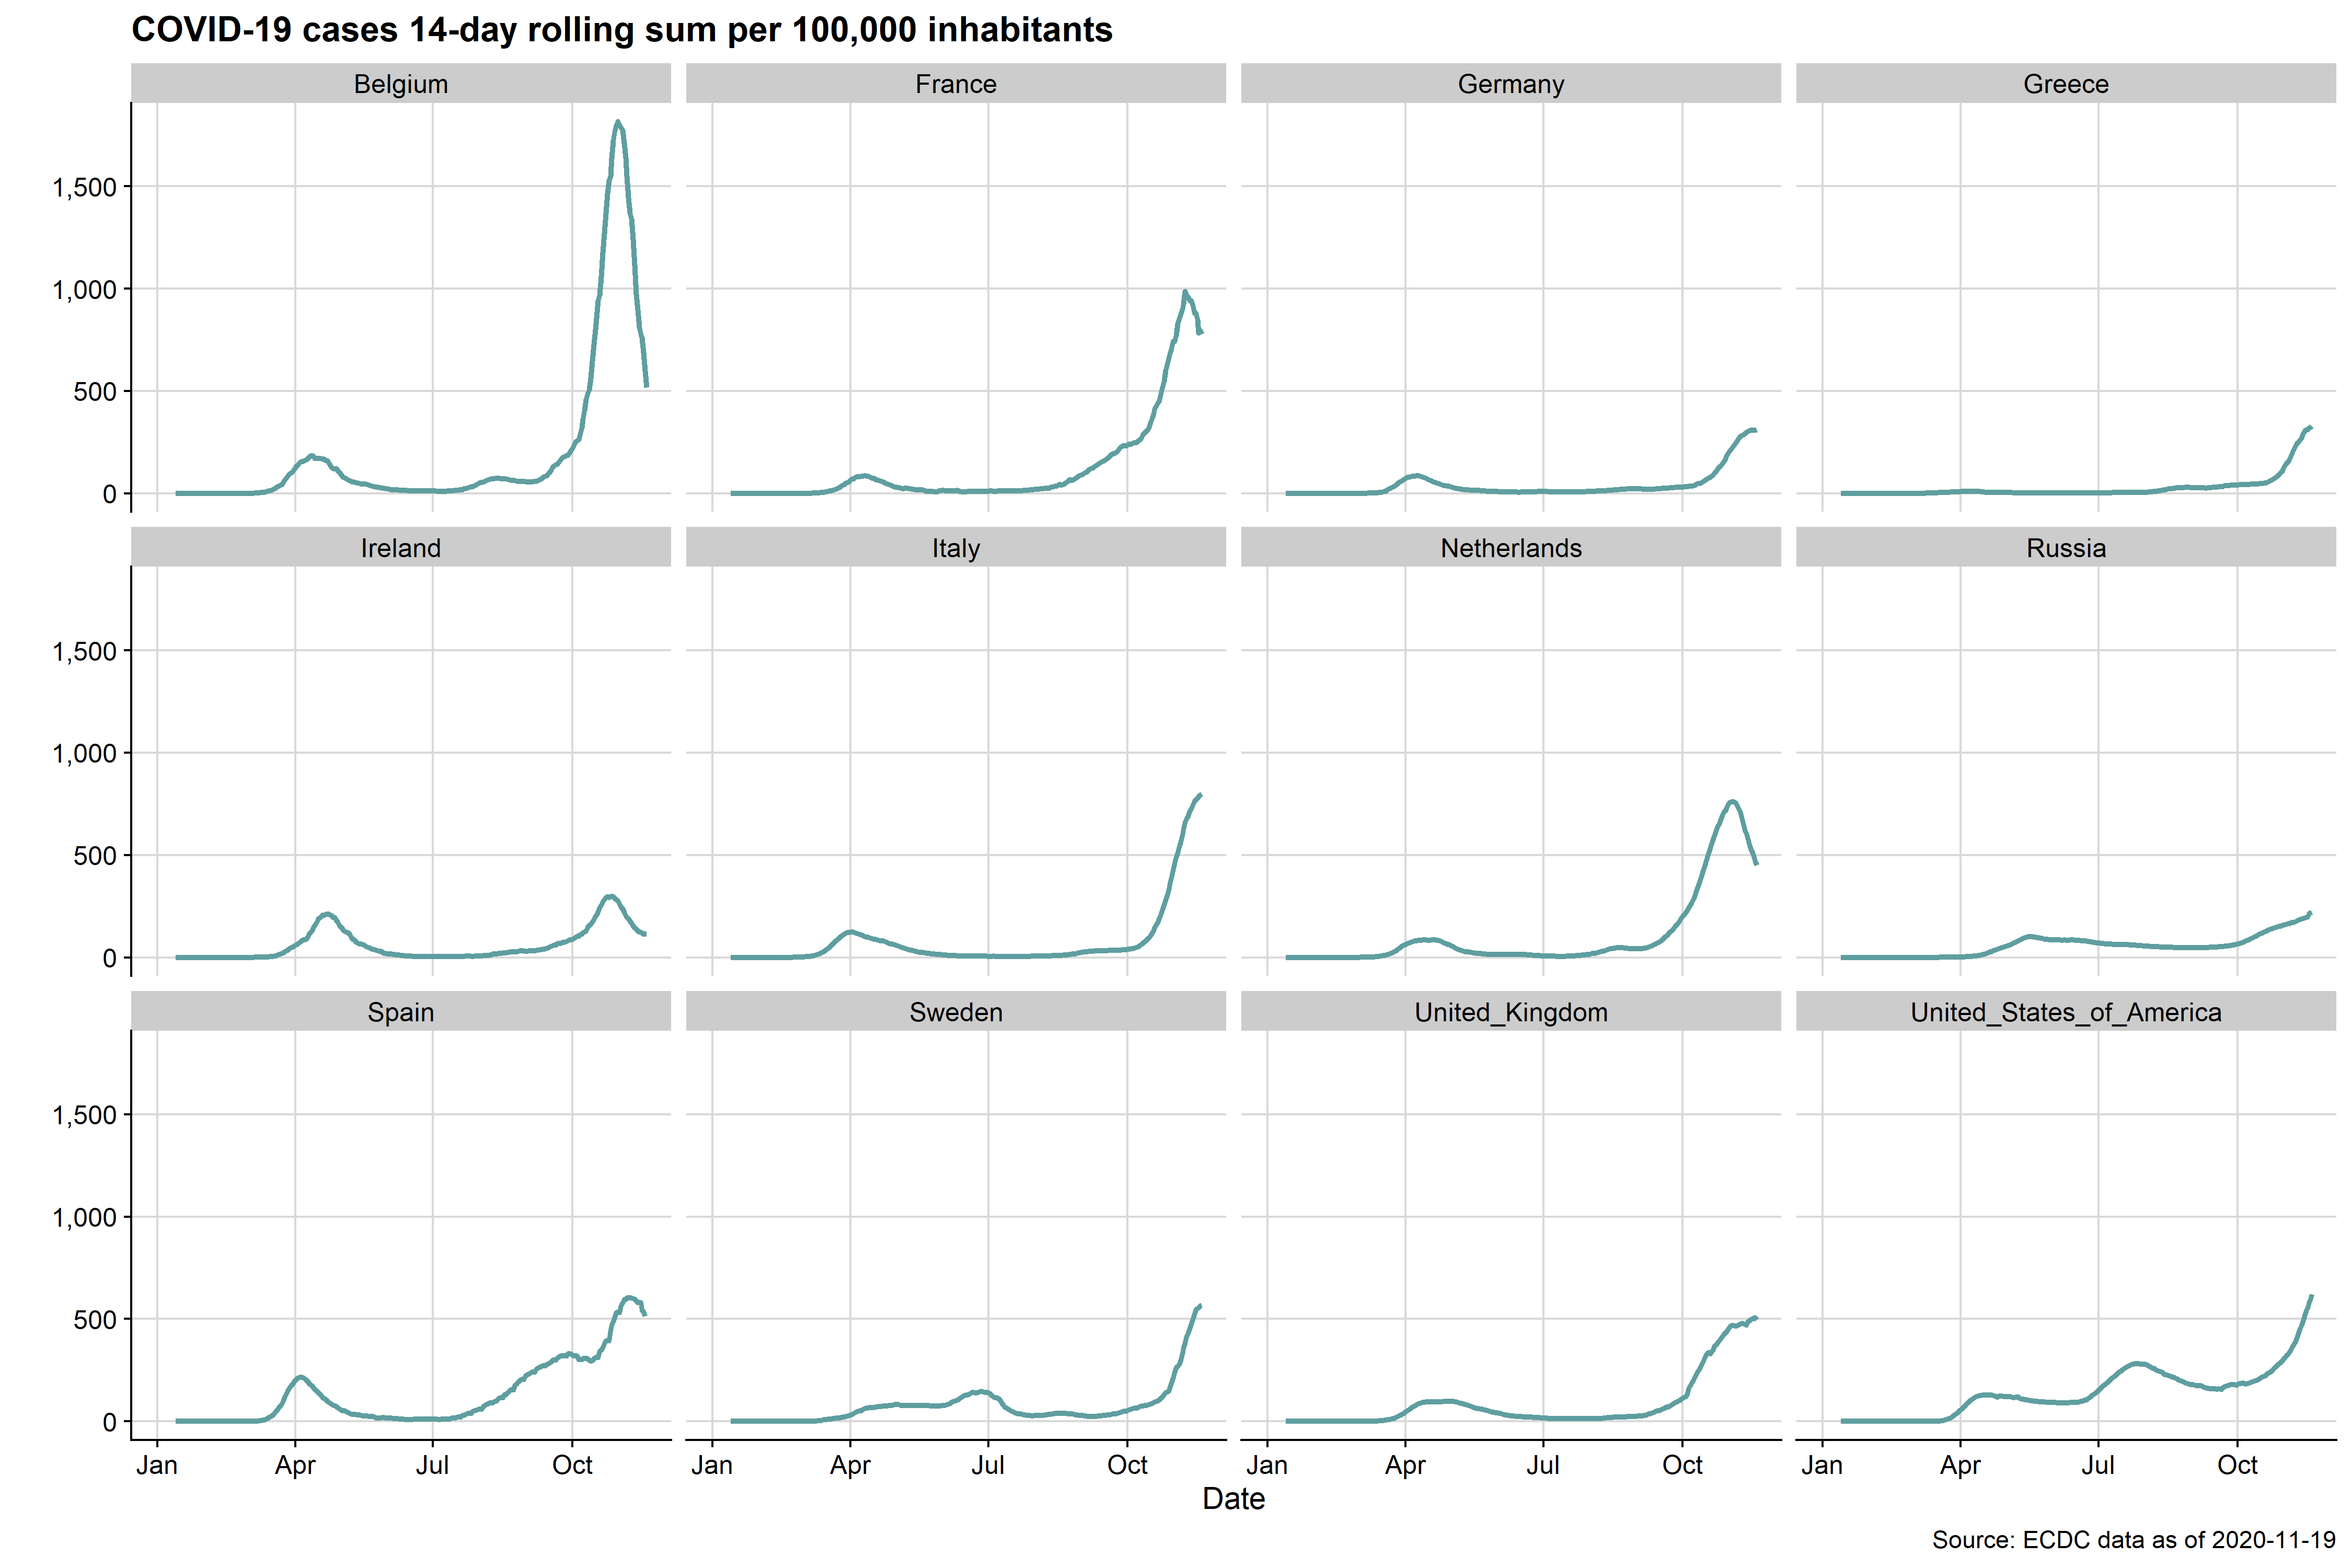 COVID-19 cases 14-day rolling sum per 100,000 inhabitants
Belgium France Germany Greece
1,500
1,000
500
0
Ireland Italy Netherlands Russia
1,500
1,000
500
0
Spain Sweden United_Kingdom United_States_of_America
1,500
1,000
500
0
Jan Apr Jul Oct Jan Apr Jul Oct Jan Apr Jul Oct Jan Apr Jul Oct
Date
Source: ECDC data as of 2020-11-19